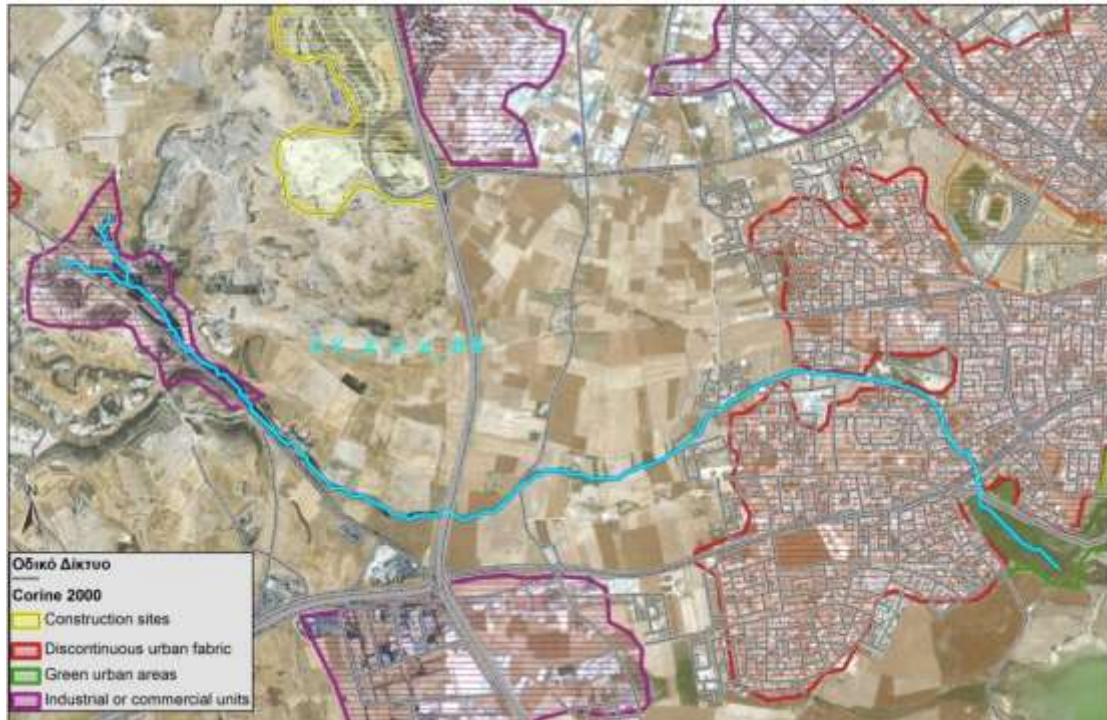 N
Οδικό Δίκτυο
Corine 2000
Construction sites
Discontinuous urban fabric
Green urban areas
Industrial or commercial units